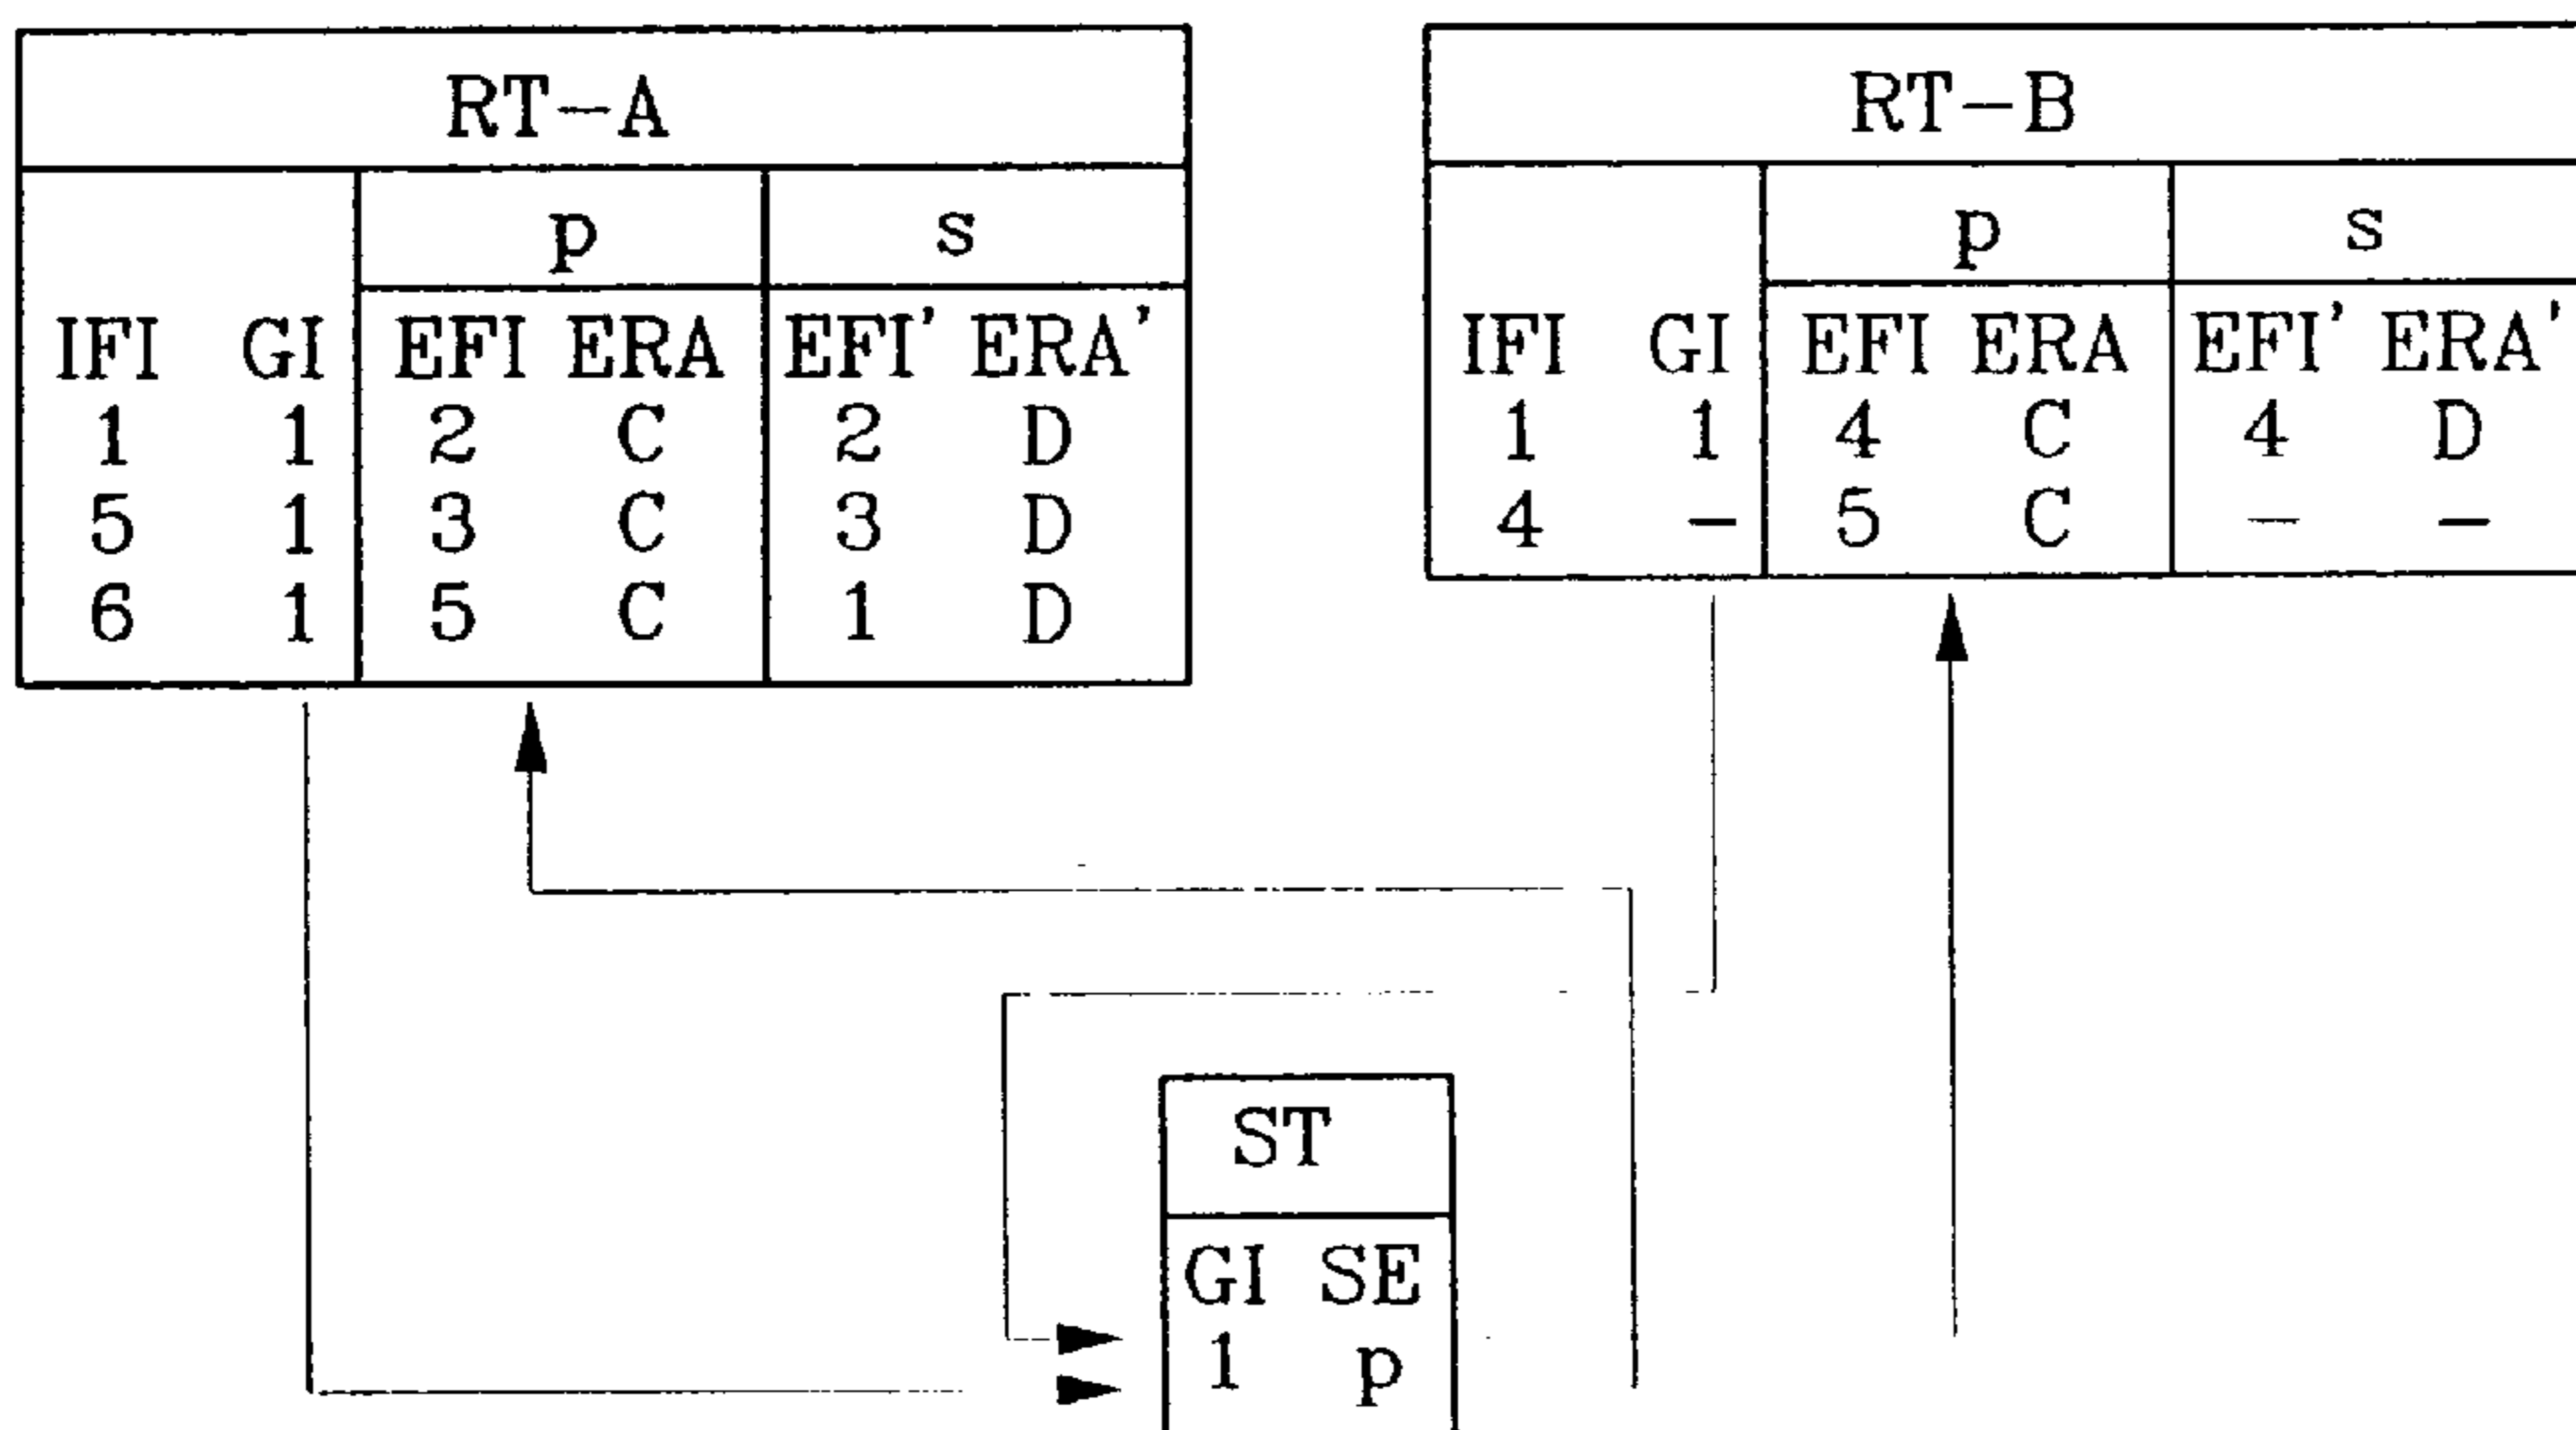 RT-A
p s
IFI GI EFI ERA EFI' ERA'
1 1 2 C 2 D
5 1 3 C 3 D
6 1 5 C 1 D
RT-B
p s
IFI GI EFI ERA EFI' ERA'
1 1 4 C 4 D
4 - 5 C - -
ST
GI SE
1 p